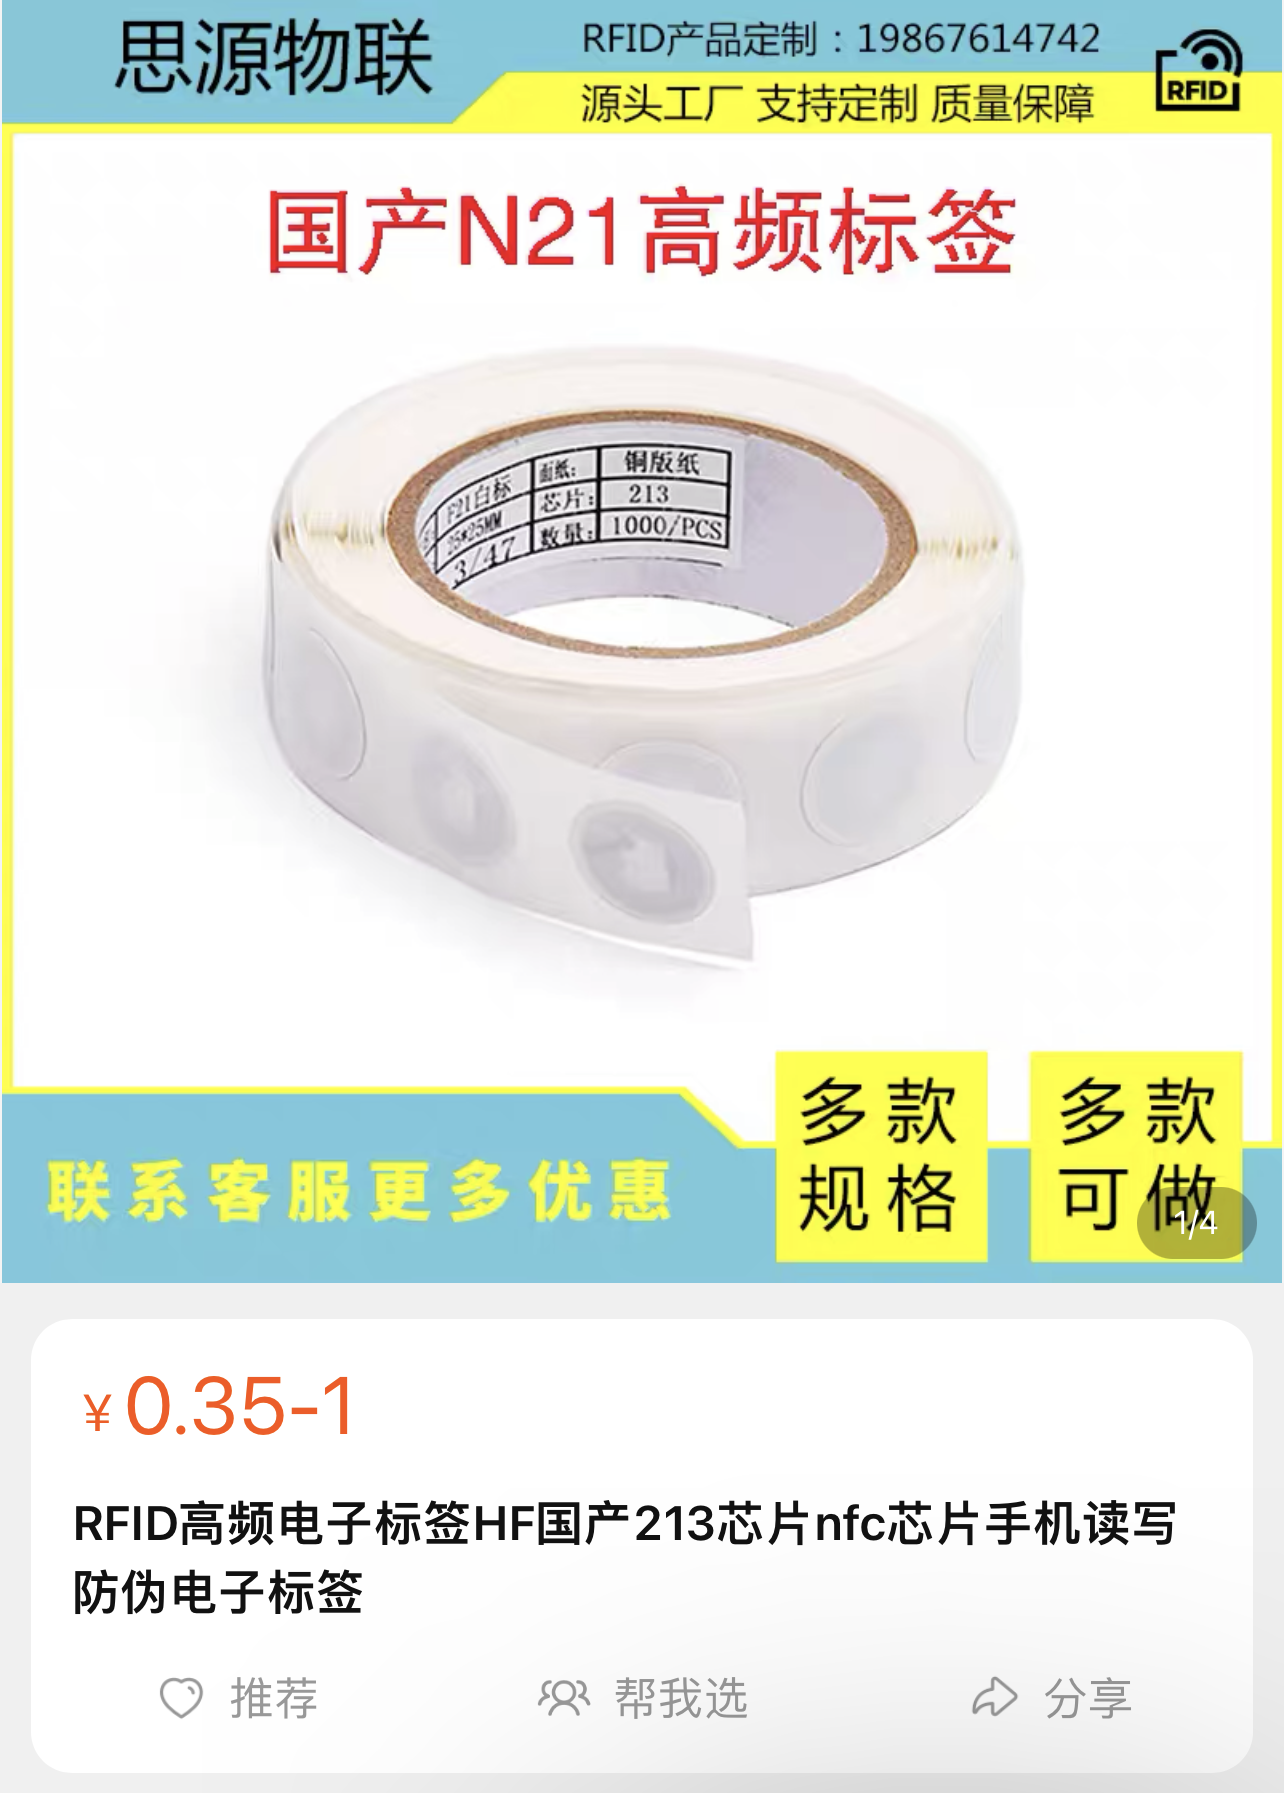 思源物联
RFID产品定制：19867614742
源头工厂 支持定制 质量保障
RFID
国产N21高频标签
F21白标
面纸：
铜版纸
25*25MM
芯片：
213
3/47
数量：
1000/PCS
联系客服更多优惠
多款
规格
多款
可做
1/4
¥0.35-1
RFID高频电子标签HF国产213芯片nfc芯片手机读写
防伪电子标签
推荐
帮我选
分享